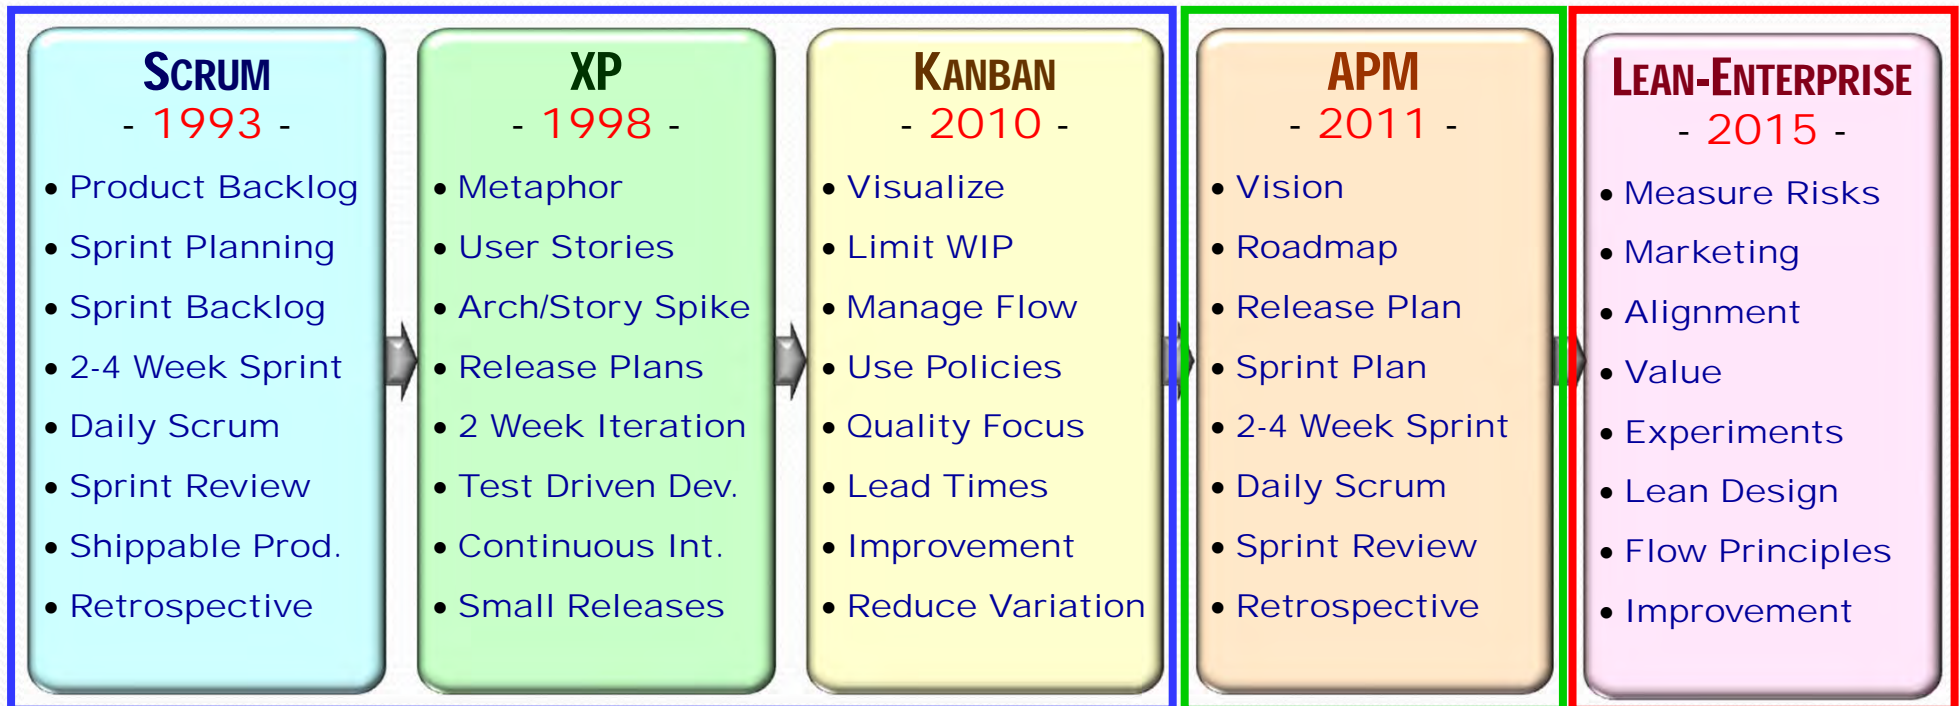 SCRUM
- 1993 -
• Product Backlog
• Sprint Planning
• Sprint Backlog
• 2-4 Week Sprint
• Daily Scrum
• Sprint Review
• Shippable Prod.
• Retrospective
XP
- 1998 -
• Metaphor
• User Stories
• Arch/Story Spike
• Release Plans
• 2 Week Iteration
• Test Driven Dev.
• Continuous Int.
• Small Releases
KANBAN
- 2010 -
• Visualize
• Limit WIP
• Manage Flow
• Use Policies
• Quality Focus
• Lead Times
• Improvement
• Reduce Variation
APM
- 2011 -
• Vision
• Roadmap
• Release Plan
• Sprint Plan
• 2-4 Week Sprint
• Daily Scrum
• Sprint Review
• Retrospective
LEAN-ENTERPRISE
- 2015 -
• Measure Risks
• Marketing
• Alignment
• Value
• Experiments
• Lean Design
• Flow Principles
• Improvement